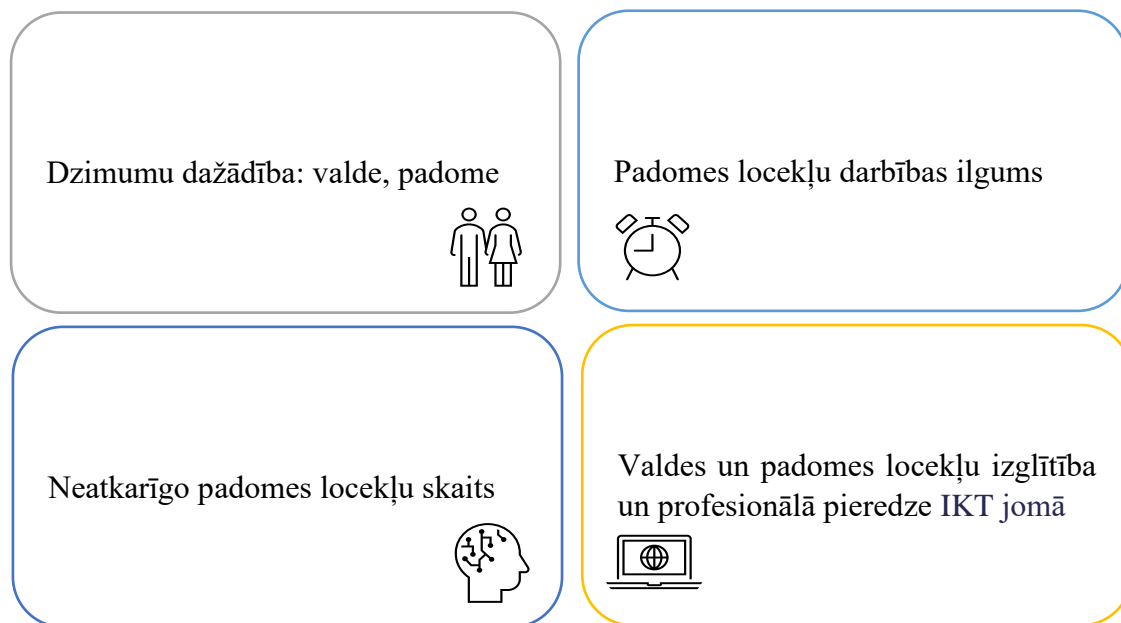 Dzimumu dažādība: valde, padome
Padomes locekļu darbības ilgums
Neatkarīgo padomes locekļu skaits
Valdes un padomes locekļu izglītība
un profesionālā pieredze IKT jomā